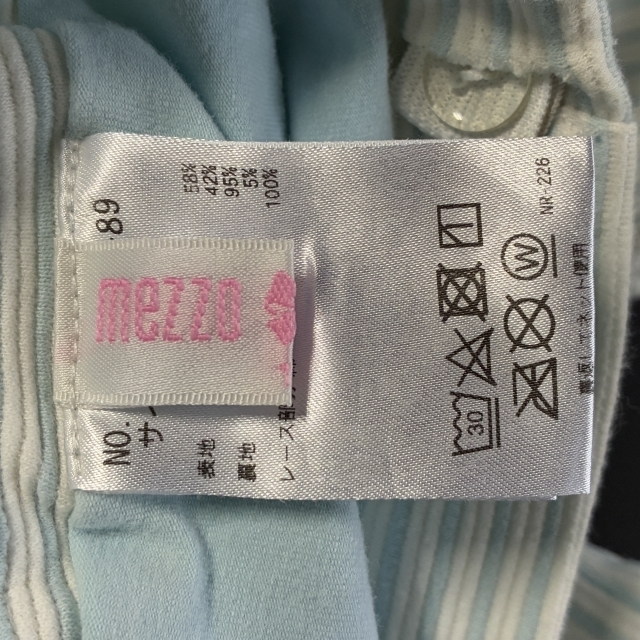 mezzo
NO.
89
サ
表地
58%
42%
裏地
95%
5%
レース部分
100%
30
W
裏返してネット使用
NR-226